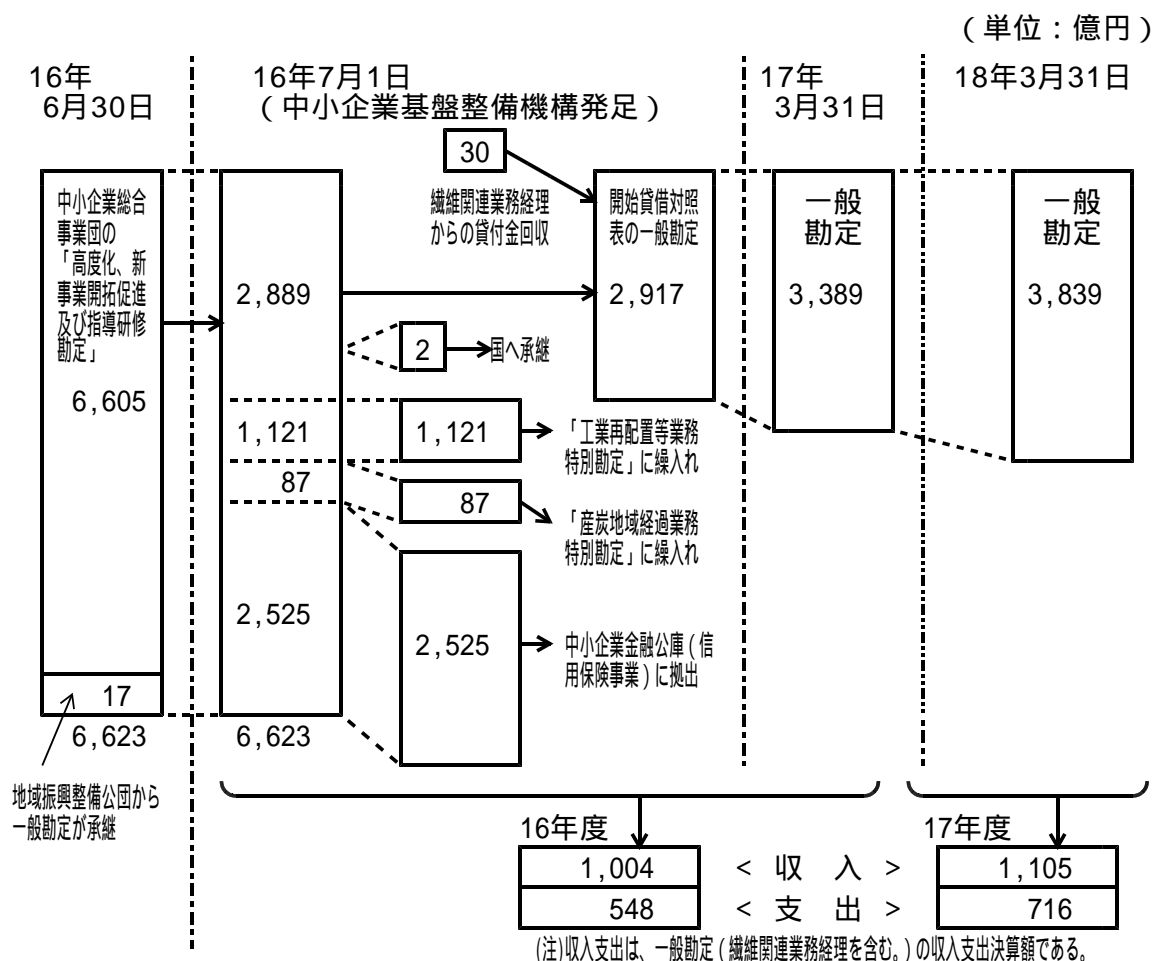 (単位：億円)
16年
6月30日
16年7月1日
(中小企業基盤整備機構発足)
17年
3月31日
18年3月31日
30
繊維関連業務経理
からの貸付金回収
中小企業総合
事業団の
「高度化、新
事業開拓促進
及び指導研修
勘定」
6,605
17
6,623
地域振興整備公団から
一般勘定が承継
2,889
1,121
87
2,525
6,623
2
国へ承継
1,121
「工業再配置等業務
特別勘定」に繰入れ
87
「産炭地域経過業務
特別勘定」に繰入れ
2,525
中小企業金融公庫(信
用保険事業)に拠出
開始貸借対照
表の一般勘定
2,917
一般
勘定
3,389
一般
勘定
3,839
16年度
17年度
1,004 <収 入> 1,105
548 <支 出> 716
(注)収入支出は、一般勘定(繊維関連業務経理を含む。)の収入支出決算額である。